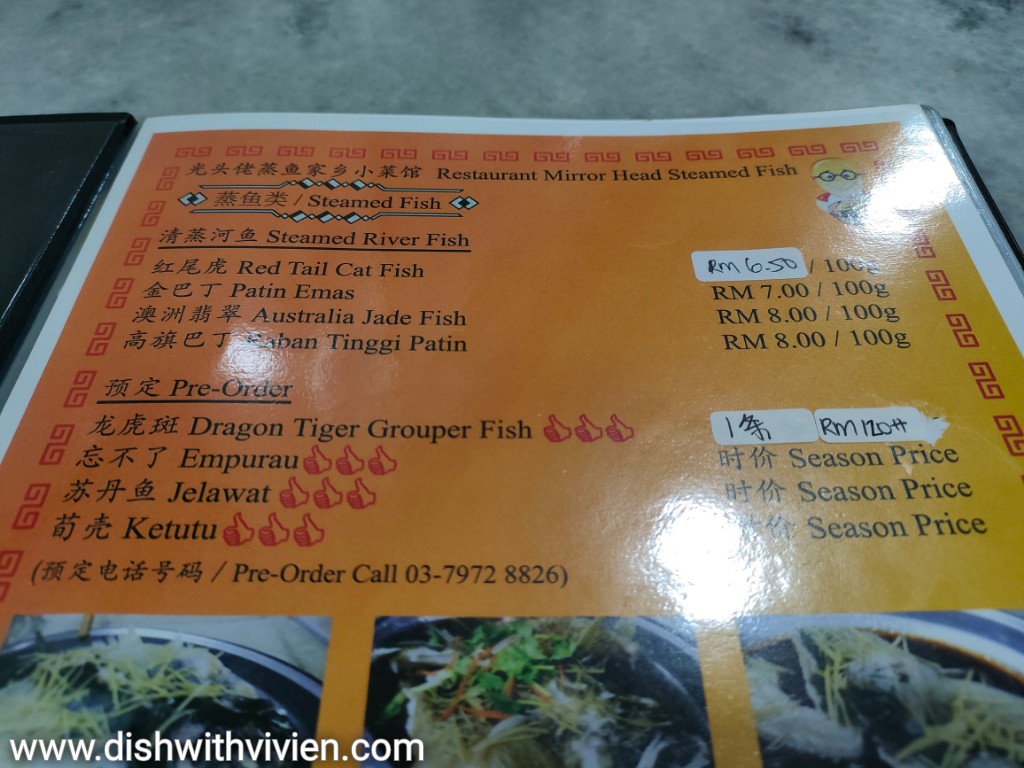 光头佬蒸鱼家乡小菜馆 Restaurant Mirror Head Steamed Fish
蒸鱼类 / Steamed Fish
清蒸河鱼 Steamed River Fish
红尾虎 Red Tail Cat Fish RM 6.50 / 100g
金巴丁 Patin Emas RM 7.00 / 100g
澳洲翡翠 Australia Jade Fish RM 8.00 / 100g
高旗巴丁 Baban Tinggi Patin RM 8.00 / 100g
预定 Pre-Order
龙虎斑 Dragon Tiger Grouper Fish 1条 RM120++
忘不了 Empurau 时价 Season Price
苏丹鱼 Jelawat 时价 Season Price
荀壳 Ketutu 时价 Season Price
(预定电话号码 / Pre-Order Call 03-7972 8826)
www.dishwithvivien.com